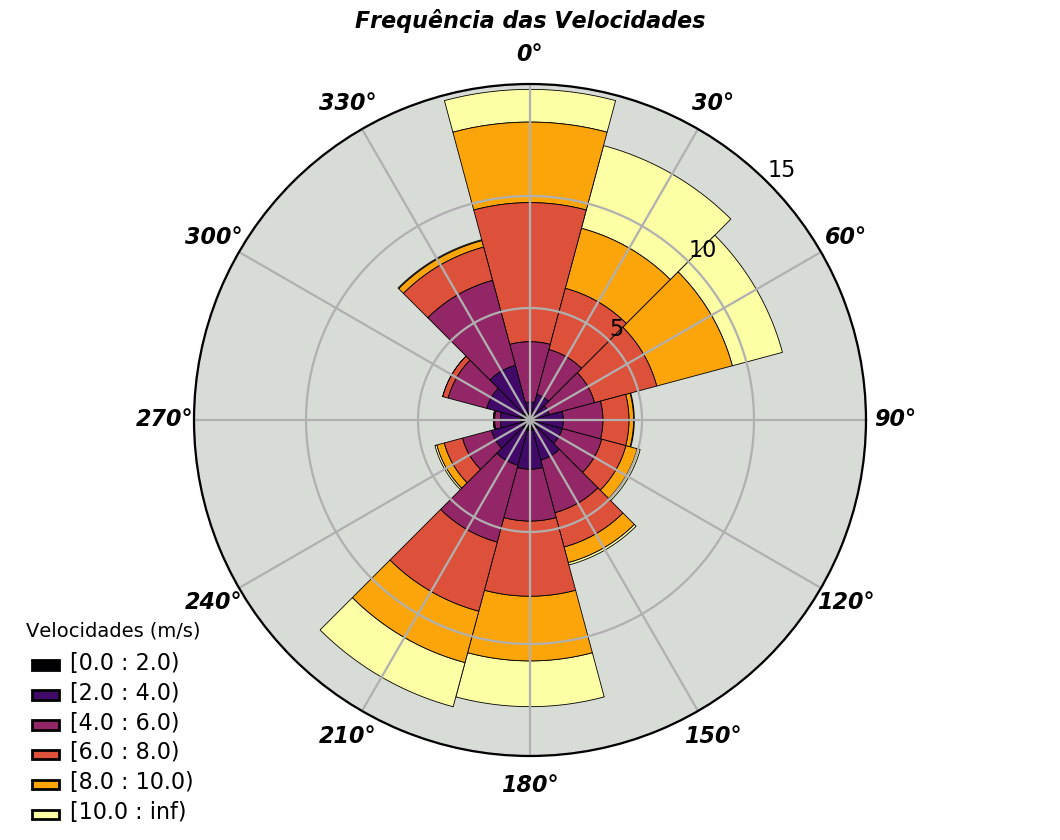 Frequência das Velocidades
0°
330°
30°
15
300°
60°
10
5
270°
90°
240°
120°
210°
150°
180°
Velocidades (m/s)
[0.0 : 2.0)
[2.0 : 4.0)
[4.0 : 6.0)
[6.0 : 8.0)
[8.0 : 10.0)
[10.0 : inf)